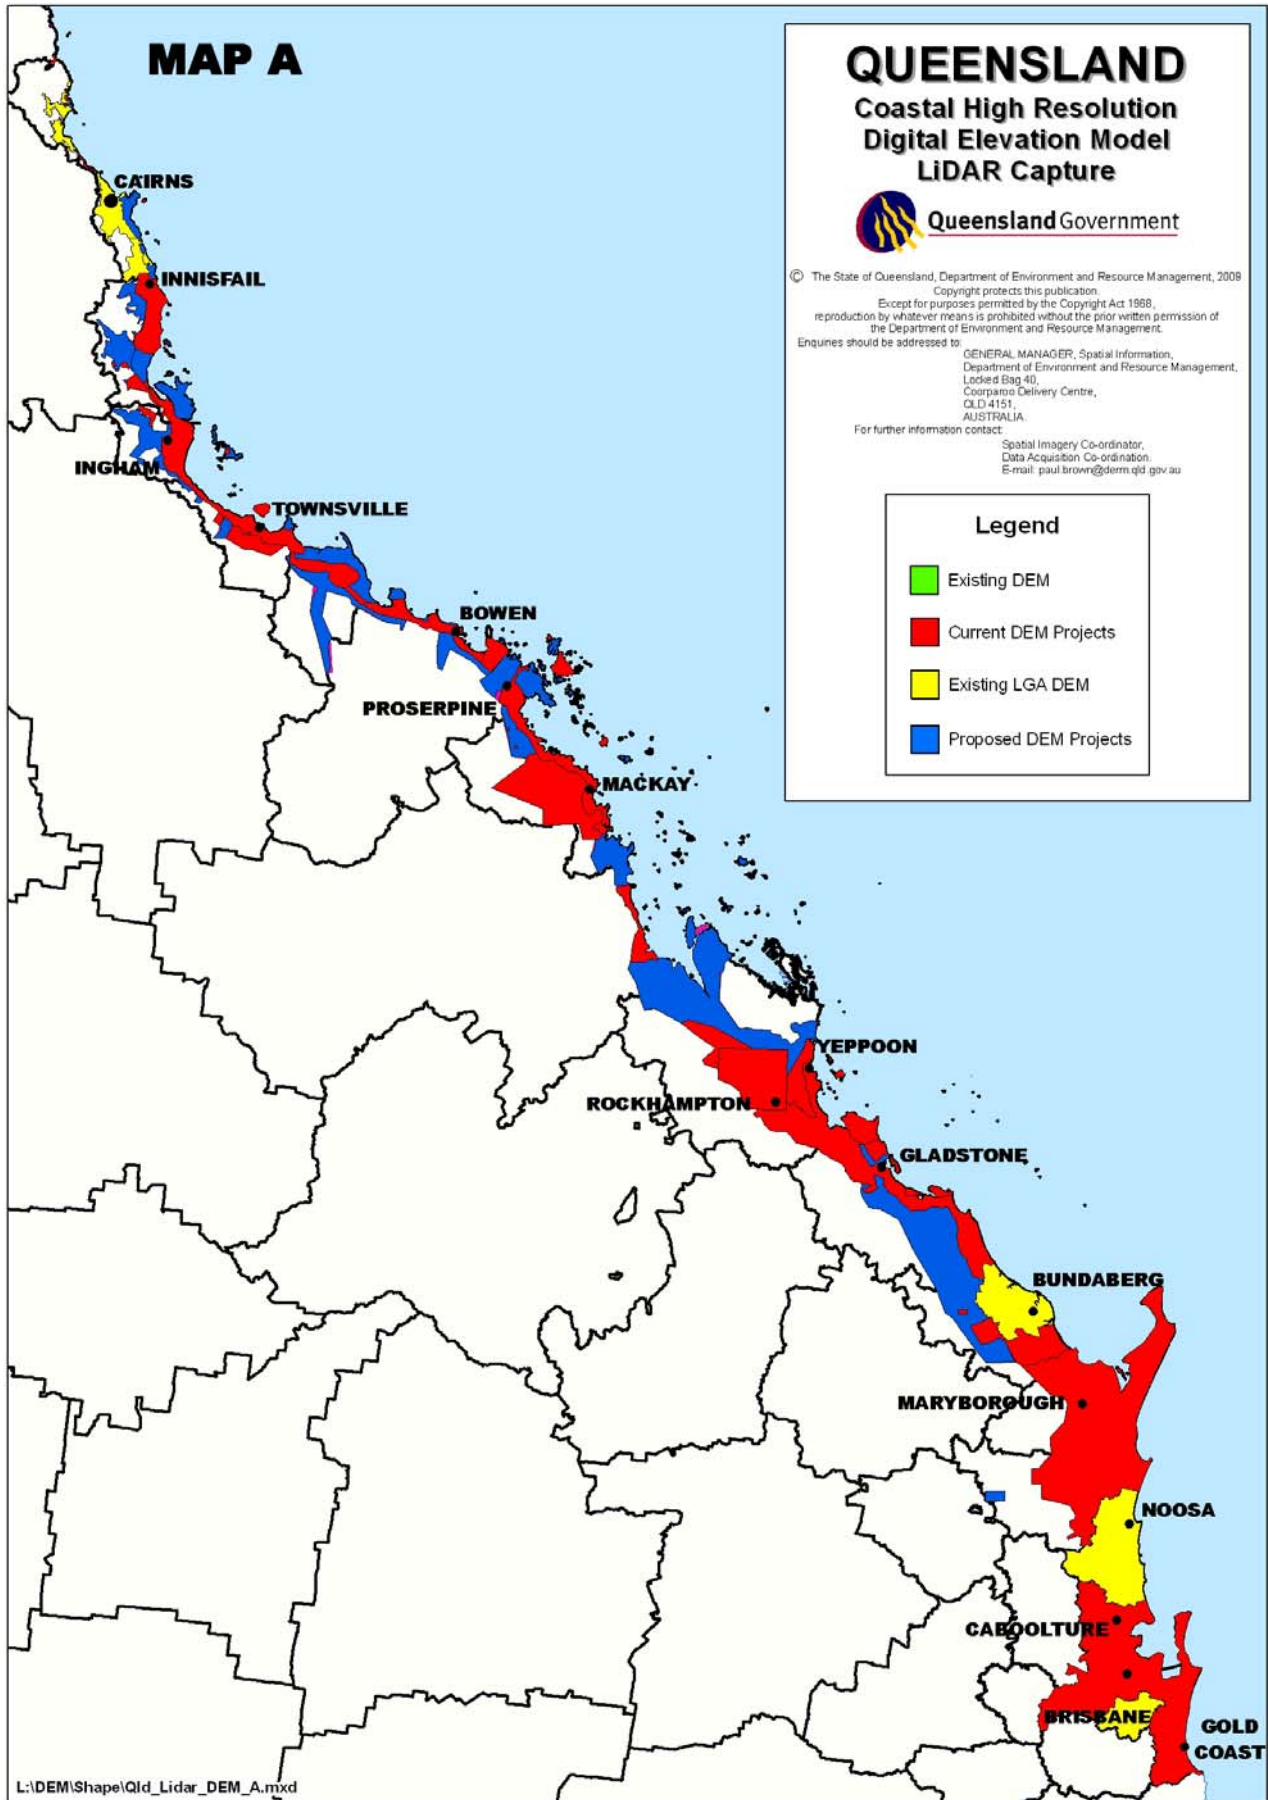 MAP A
QUEENSLAND
Coastal High Resolution
Digital Elevation Model
LiDAR Capture
Queensland Government
© The State of Queensland, Department of Environment and Resource Management, 2009
Copyright protects this publication.
Except for purposes permitted by the Copyright Act 1968,
reproduction by whatever means is prohibited without the prior written permission of
the Department of Environment and Resource Management.
Enquires should be addressed to:
GENERAL MANAGER, Spatial Information,
Department of Environment and Resource Management,
Locked Bag 40,
Coorparoo Delivery Centre,
QLD 4151,
AUSTRALIA.
For further information contact:
Spatial Imagery Co-ordinator,
Data Acquisition Co-ordination.
E-mail: paul.brown@derm.qld.gov.au
Legend
Existing DEM
Current DEM Projects
Existing LGA DEM
Proposed DEM Projects
CAIRNS
INNISFAIL
INGHAM
TOWNSVILLE
BOWEN
PROSERPINE
MACKAY
YEPPOON
ROCKHAMPTON
GLADSTONE
BUNDABERG
MARYBOROUGH
NOOSA
CABOOLTURE
BRISBANE
GOLD
COAST
L:\DEM\Shape\Qld_Lidar_DEM_A.mxd